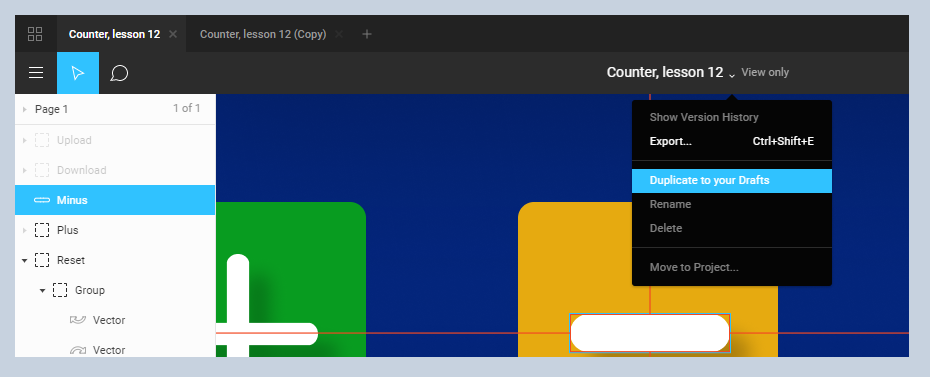 Counter, lesson 12
Counter, lesson 12 (Copy)
Counter, lesson 12 View only
Page 1 1 of 1
Upload
Download
Minus
Plus
Reset
Group
Vector
Vector
Show Version History
Export... Ctrl+Shift+E
Duplicate to your Drafts
Rename
Delete
Move to Project...